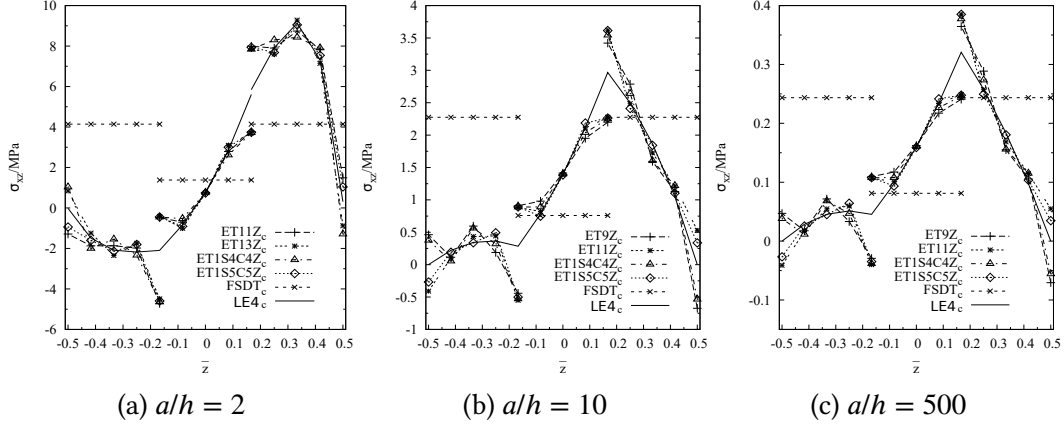 10
8
6
4
2
0
-2
-4
-6
σxz/MPa
-0.5 -0.4 -0.3 -0.2 -0.1 0 0.1 0.2 0.3 0.4 0.5
z̄
ET11Zc
ET13Zc
ET1S4C4Zc
ET1S5C5Zc
FSDTc
LE4c
(a) a/h = 2
4
3.5
3
2.5
2
1.5
1
0.5
0
-0.5
-1
σxz/MPa
-0.5 -0.4 -0.3 -0.2 -0.1 0 0.1 0.2 0.3 0.4 0.5
z̄
ET9Zc
ET11Zc
ET1S4C4Zc
ET1S5C5Zc
FSDTc
LE4c
(b) a/h = 10
0.4
0.3
0.2
0.1
0
-0.1
σxz/MPa
-0.5 -0.4 -0.3 -0.2 -0.1 0 0.1 0.2 0.3 0.4 0.5
z̄
ET9Zc
ET11Zc
ET1S4C4Zc
ET1S5C5Zc
FSDTc
LE4c
(c) a/h = 500